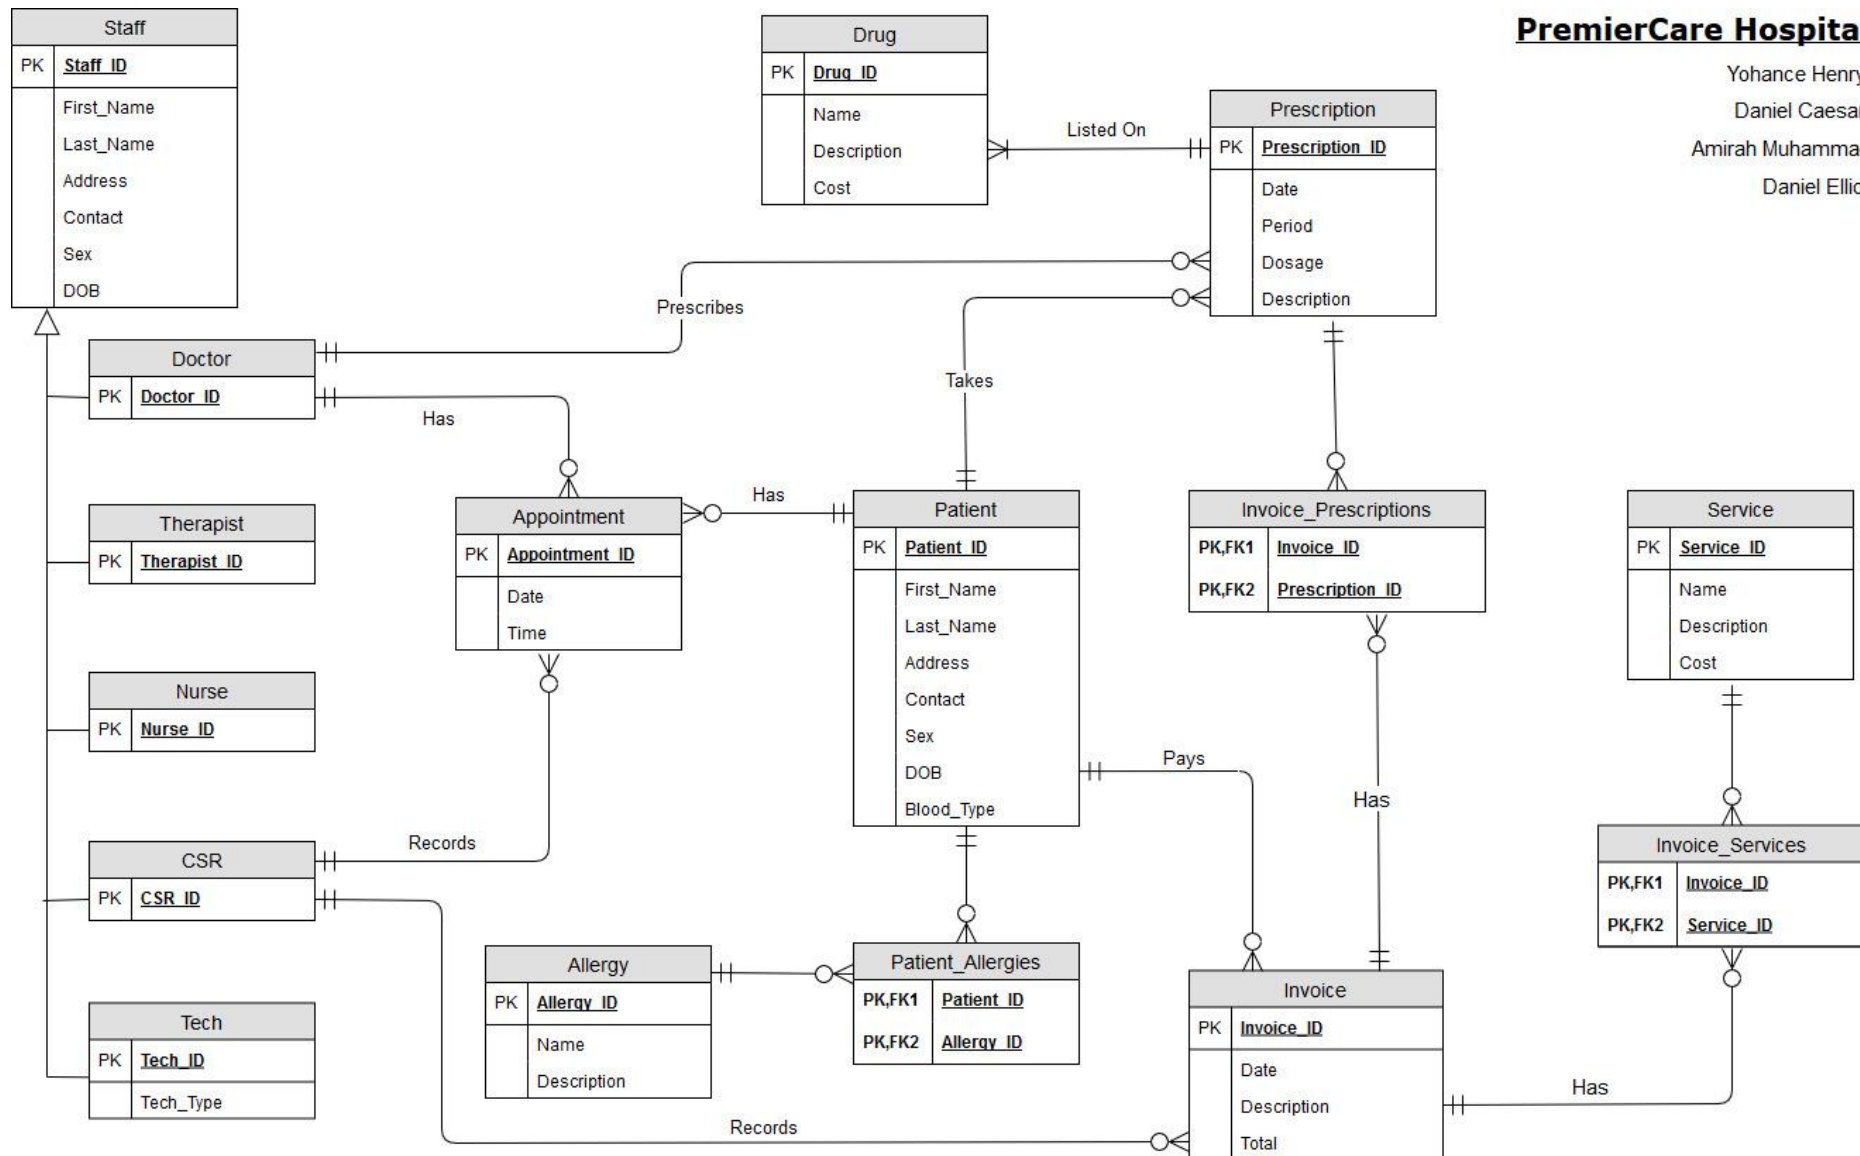 PremierCare Hospita
Yohance Henry
Daniel Caesar
Amirah Muhamma
Daniel Ellio
Staff
PK Staff_ID
First_Name
Last_Name
Address
Contact
Sex
DOB
Drug
PK Drug_ID
Name
Description
Cost
Listed On
Prescription
PK Prescription_ID
Date
Period
Dosage
Description
Prescribes
Takes
Doctor
PK Doctor_ID
Has
Therapist
PK Therapist_ID
Nurse
PK Nurse_ID
CSR
PK CSR_ID
Tech
PK Tech_ID
Tech_Type
Appointment
PK Appointment_ID
Date
Time
Has
Records
Patient
PK Patient_ID
First_Name
Last_Name
Address
Contact
Sex
DOB
Blood_Type
Pays
Invoice_Prescriptions
PK,FK1 Invoice_ID
PK,FK2 Prescription_ID
Has
Service
PK Service_ID
Name
Description
Cost
Invoice_Services
PK,FK1 Invoice_ID
PK,FK2 Service_ID
Has
Allergy
PK Allergy_ID
Name
Description
Patient_Allergies
PK,FK1 Patient_ID
PK,FK2 Allergy_ID
Invoice
PK Invoice_ID
Date
Description
Total
Records